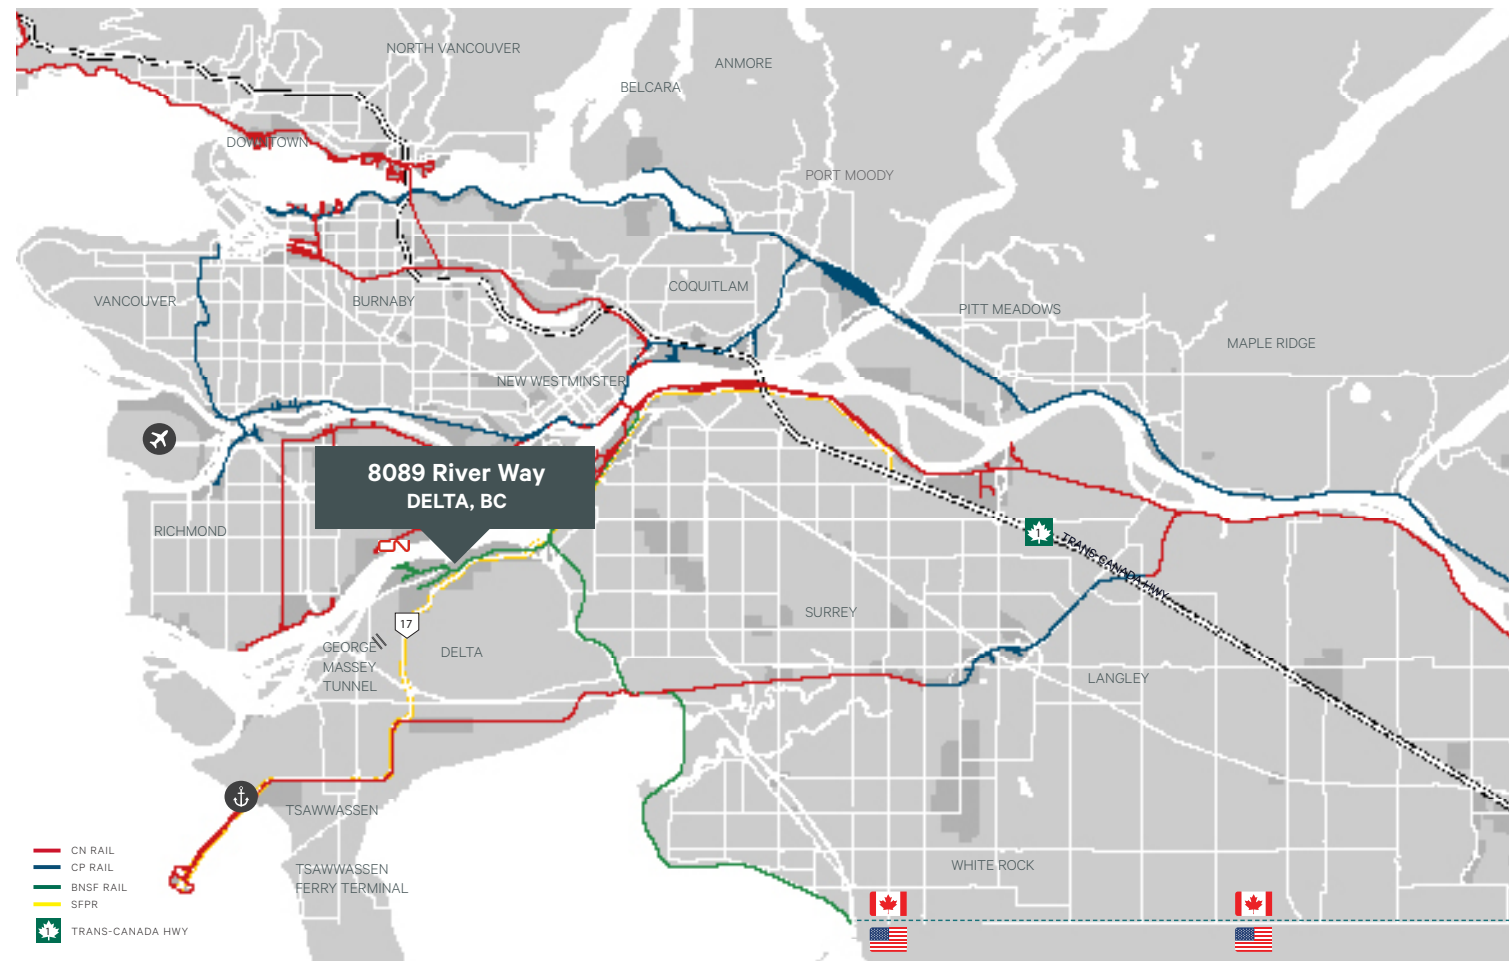 NORTH VANCOUVER
ANMORE
BELCARA
DOWNTOWN
PORT MOODY
COQUITLAM
VANCOUVER
BURNABY
PITT MEADOWS
MAPLE RIDGE
NEW WESTMINSTER
8089 River Way
DELTA, BC
RICHMOND
CN
1
TRANS-CANADA HWY
SURREY
17
GEORGE
MASSEY
TUNNEL
DELTA
LANGLEY
TSAWWASSEN
TSAWWASSEN
FERRY TERMINAL
WHITE ROCK
CN RAIL
CP RAIL
BNSF RAIL
SFPR
1
TRANS-CANADA HWY